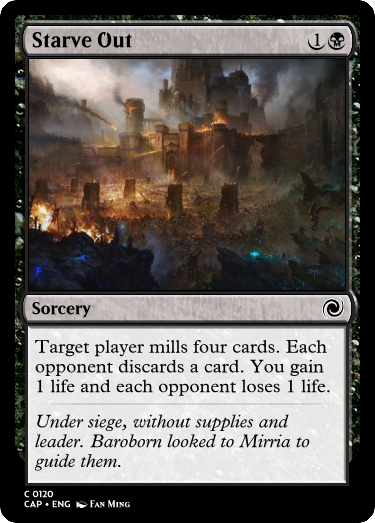 Starve Out 1
Sorcery
Target player mills four cards. Each
opponent discards a card. You gain
1 life and each opponent loses 1 life.
Under siege, without supplies and
leader. Baroborn looked to Mirria to
guide them.
C 0120
CAP • ENG Fan Ming